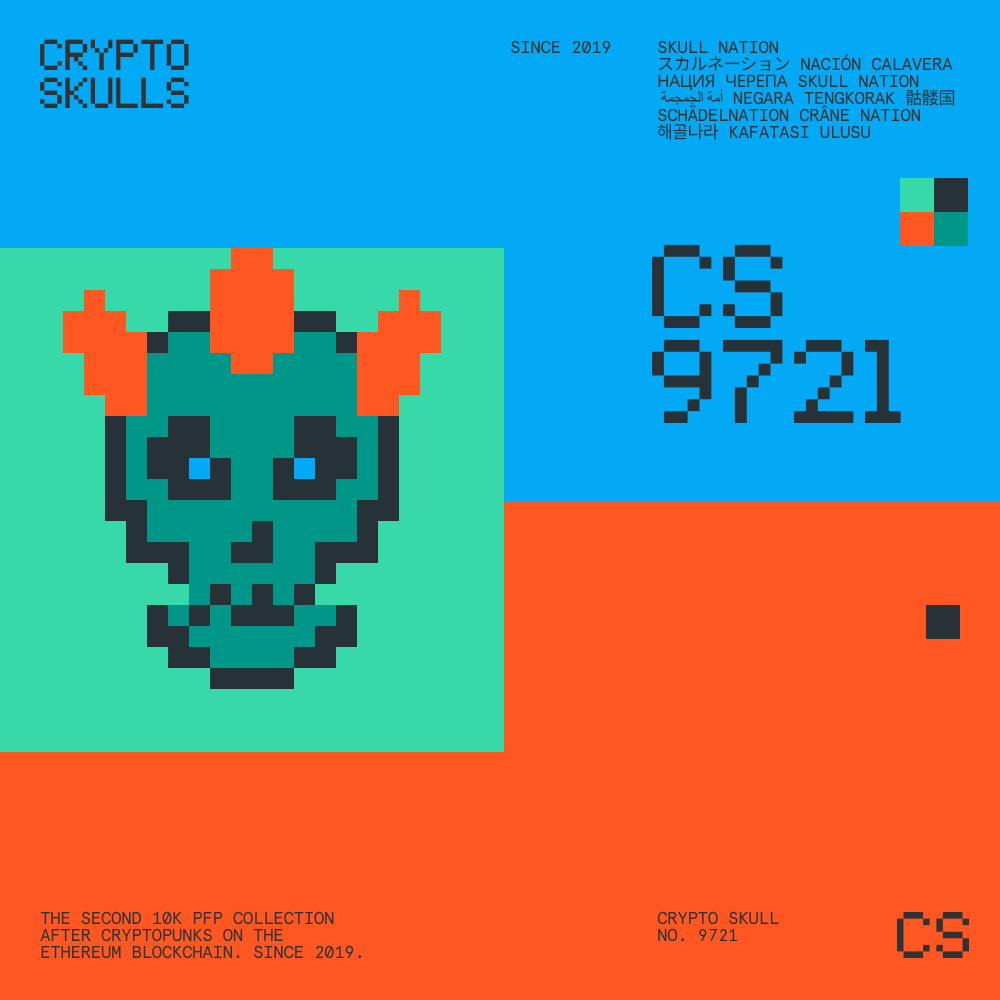 CRYPTO
SKULLS
SINCE 2019
SKULL NATION
スカルネーション NACIÓN CALAVERA
НАЦИЯ ЧЕРЕПА SKULL NATION
أمة الجمجمة NEGARA TENGKORAK 骷髅国
SCHÄDELNATION CRÂNE NATION
해골나라 KAFATASI ULUSU
CS
9721
THE SECOND 10K PFP COLLECTION
AFTER CRYPTOPUNKS ON THE
ETHEREUM BLOCKCHAIN. SINCE 2019.
CRYPTO SKULL
NO. 9721
CS